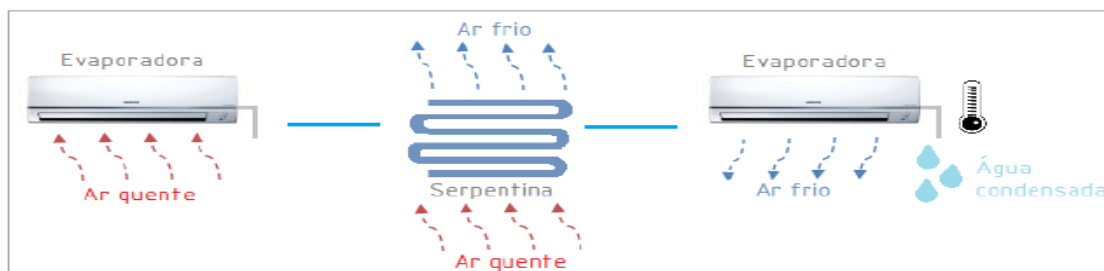 Evaporadora
Ar quente
Ar frio
Serpentina
Ar quente
Evaporadora
Ar frio
Água
condensada